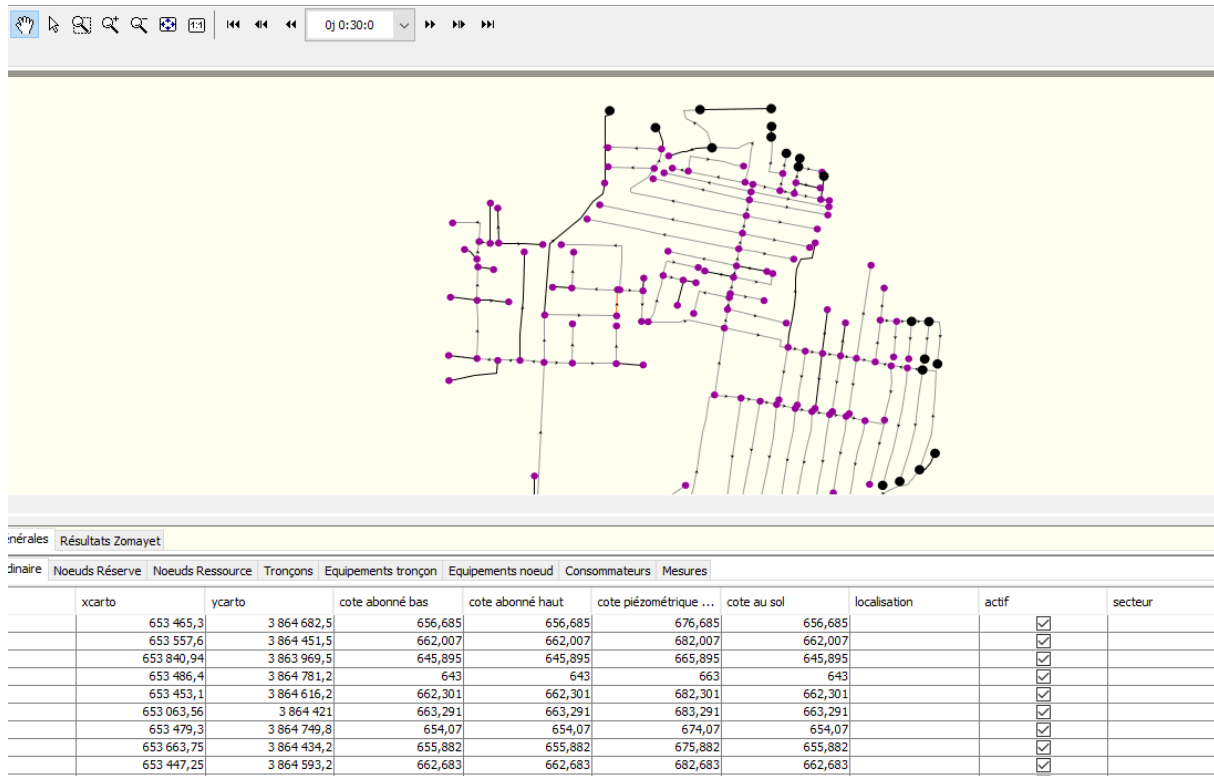 1:1 0j 0:30:0
énérales Résultats Zomayet
dinaire Noeuds Réserve Noeuds Ressource Tronçons Equipements tronçon Equipements noeud Consommateurs Mesures
xcarto ycarto cote abonné bas cote abonné haut cote piézométrique ... cote au sol localisation actif secteur
653 465,3 3 864 682,5 656,685 656,685 676,685 656,685
653 557,6 3 864 451,5 662,007 662,007 682,007 662,007
653 840,94 3 863 969,5 645,895 645,895 665,895 645,895
653 486,4 3 864 781,2 643 643 663 643
653 453,1 3 864 616,2 662,301 662,301 682,301 662,301
653 063,56 3 864 421 663,291 663,291 683,291 663,291
653 479,3 3 864 749,8 654,07 654,07 674,07 654,07
653 663,75 3 864 434,2 655,882 655,882 675,882 655,882
653 447,25 3 864 593,2 662,683 662,683 682,683 662,683